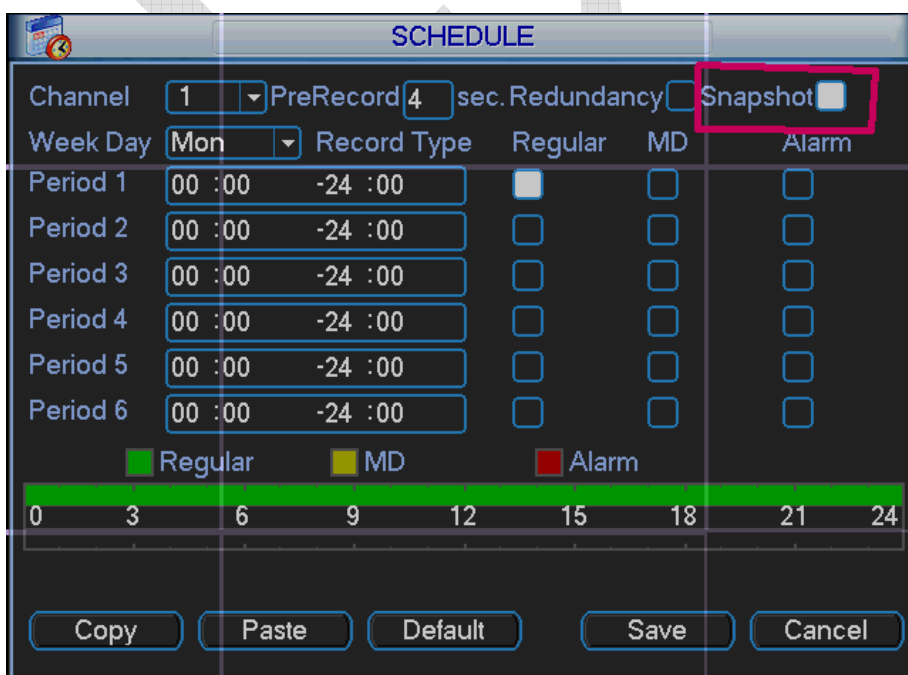 SCHEDULE
Channel 1 PreRecord 4 sec. Redundancy Snapshot
Week Day Mon Record Type Regular MD Alarm
Period 1 00 :00 -24 :00
Period 2 00 :00 -24 :00
Period 3 00 :00 -24 :00
Period 4 00 :00 -24 :00
Period 5 00 :00 -24 :00
Period 6 00 :00 -24 :00
Regular MD Alarm
0 3 6 9 12 15 18 21 24
Copy Paste Default Save Cancel